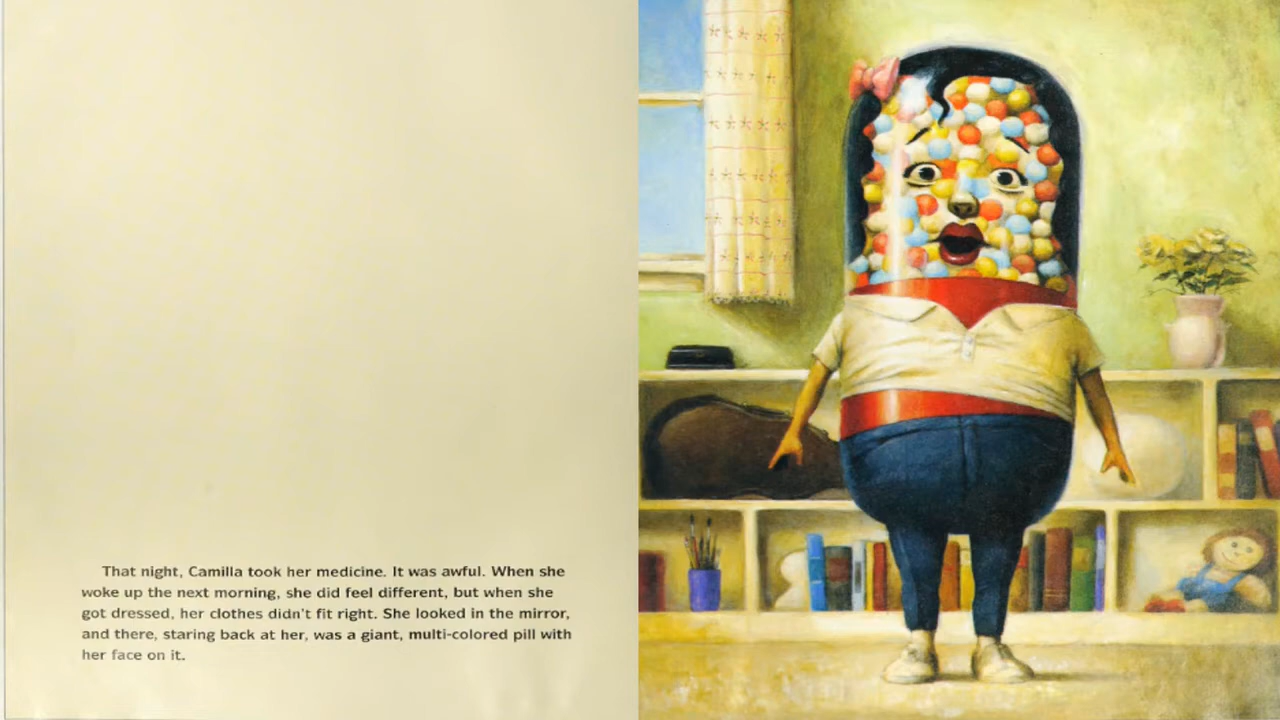 That night, Camilla took her medicine. It was awful. When she
woke up the next morning, she did feel different, but when she
got dressed, her clothes didn't fit right. She looked in the mirror,
and there, staring back at her, was a giant, multi-colored pill with
her face on it.